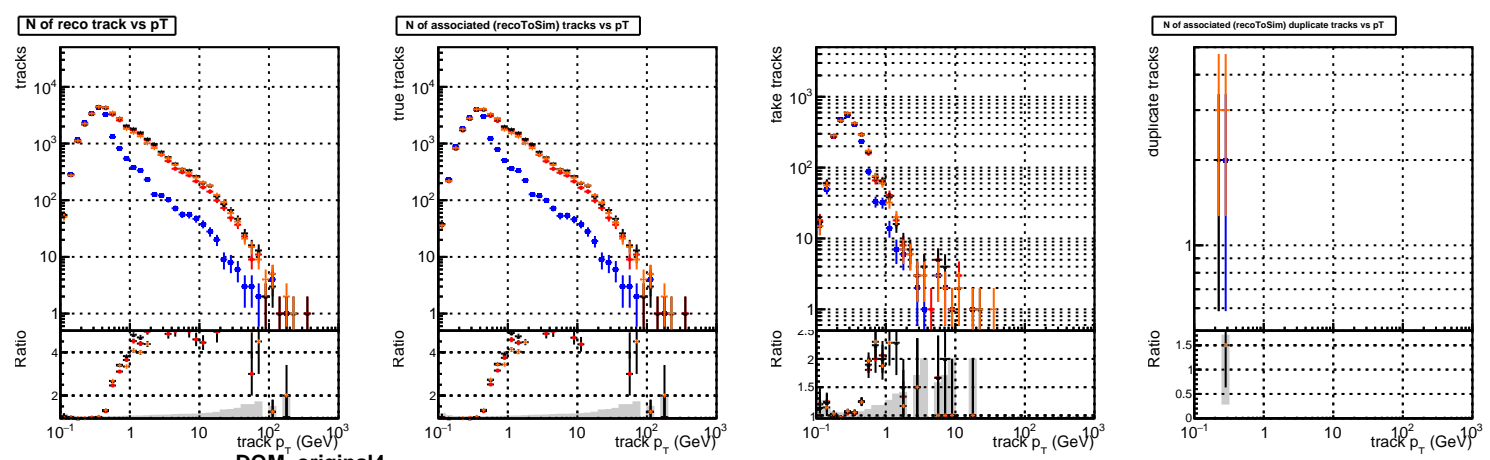 N of reco track vs pT
tracks
10⁴
10³
10²
10
1
Ratio
4
2
10⁻¹ 1 10 10² 10³
track p_T (GeV)
N of associated (recoToSim) tracks vs pT
true tracks
10⁴
10³
10²
10
1
Ratio
4
2
10⁻¹ 1 10 10² 10³
track p_T (GeV)
fake tracks
10³
10²
10
1
Ratio
2.5
2
1.5
1
10⁻¹ 1 10 10² 10³
track p_T (GeV)
N of associated (recoToSim) duplicate tracks vs pT
duplicate tracks
1
Ratio
1.5
1
0.5
0
10⁻¹ 1 10 10² 10³
track p_T (GeV)